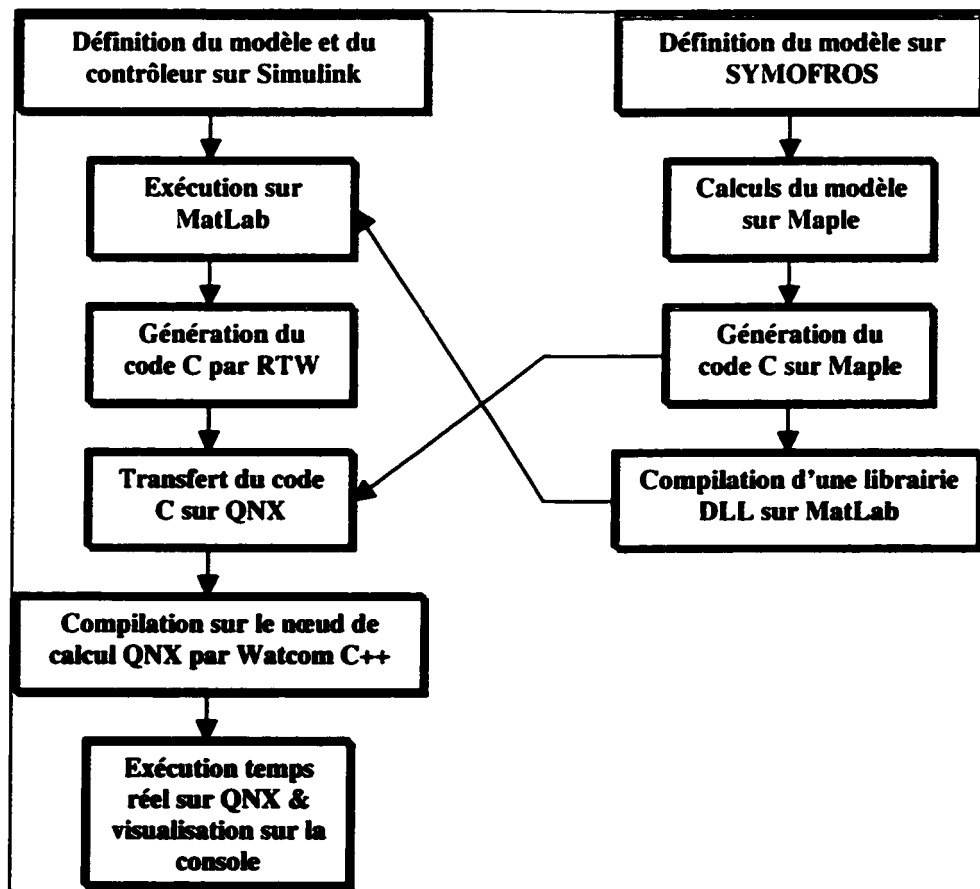 Définition du modèle et du
contrôleur sur Simulink
Exécution sur
MatLab
Génération du
code C par RTW
Transfert du code
C sur QNX
Compilation sur le nœud de
calcul QNX par Watcom C++
Exécution temps
réel sur QNX &
visualisation sur la
console
Définition du modèle sur
SYMOFROS
Calculs du modèle
sur Maple
Génération du
code C sur Maple
Compilation d'une librairie
DLL sur MatLab